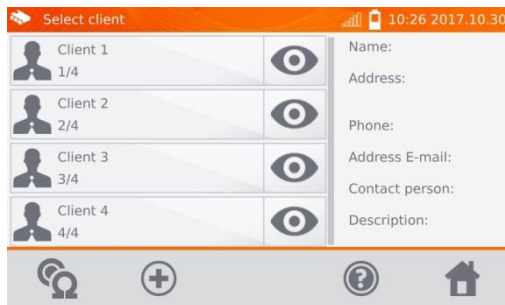 Select client
10:26 2017.10.30
Client 1
1/4
Client 2
2/4
Client 3
3/4
Client 4
4/4
Name:
Address:
Phone:
Address E-mail:
Contact person:
Description: